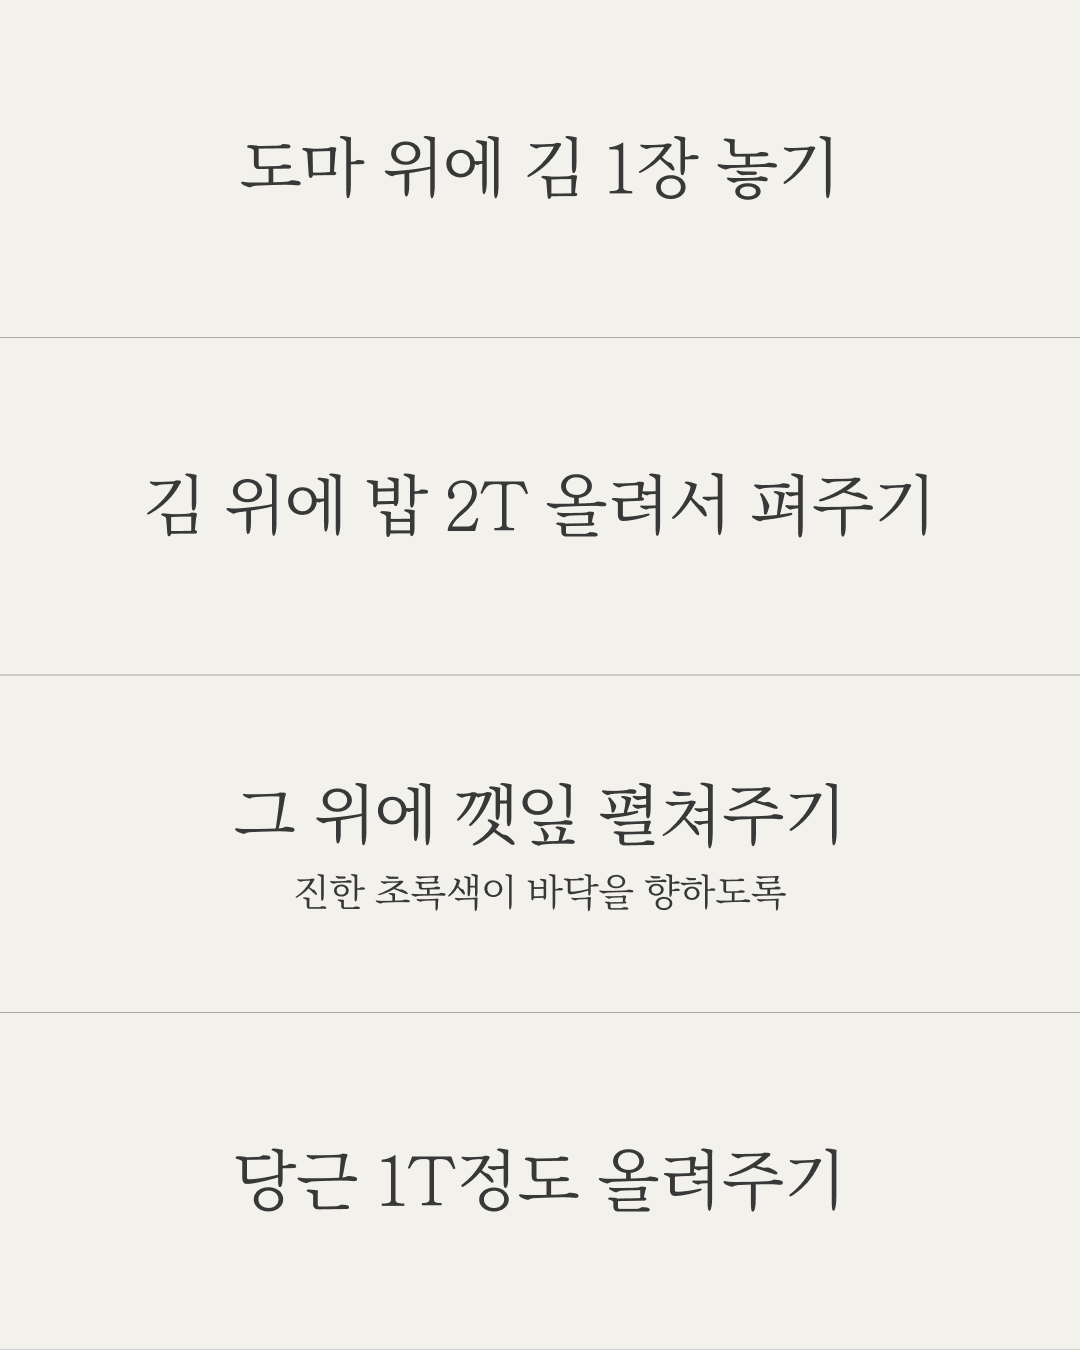 도마 위에 김 1장 놓기
김 위에 밥 2T 올려서 펴주기
그 위에 깻잎 펼쳐주기
진한 초록색이 바닥을 향하도록
당근 1T정도 올려주기